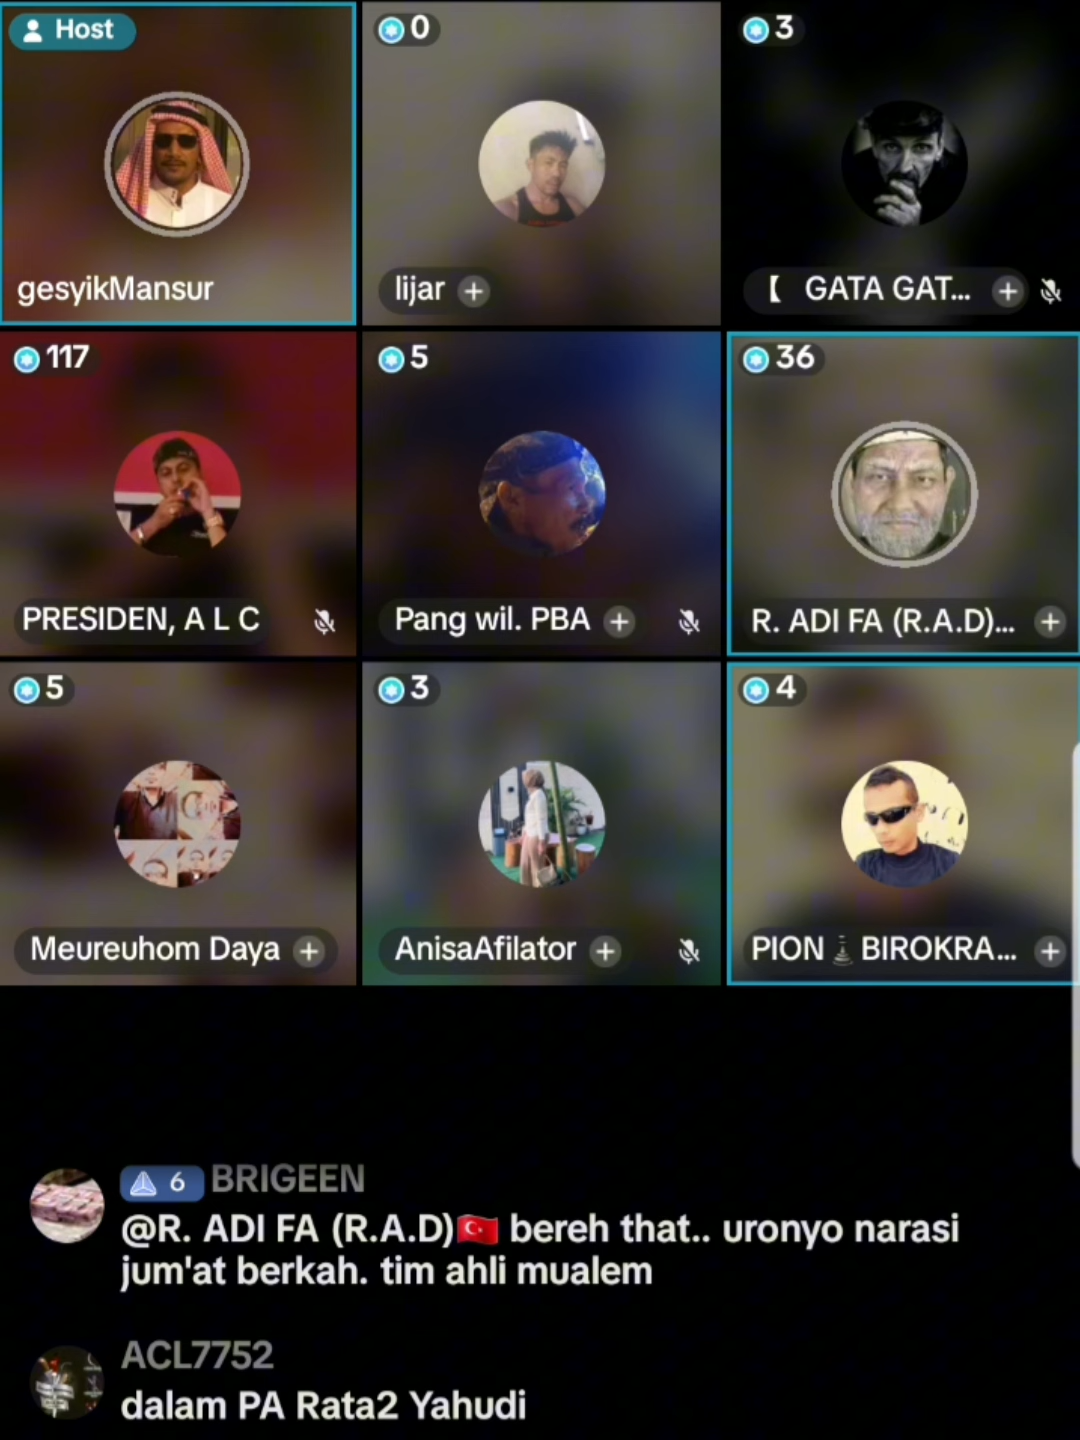 Host
0
3
gesyikMansur
lijar
【 GATA GAT...
117
5
36
PRESIDEN, A L C
Pang wil. PBA
R. ADI FA (R.A.D)...
5
3
4
Meureuhom Daya
AnisaAfilator
PION BIROKRA...
6 BRIGEEN
@R. ADI FA (R.A.D)🇹🇷 bereh that.. uronyo narasi
jum'at berkah. tim ahli mualem
ACL7752
dalam PA Rata2 Yahudi